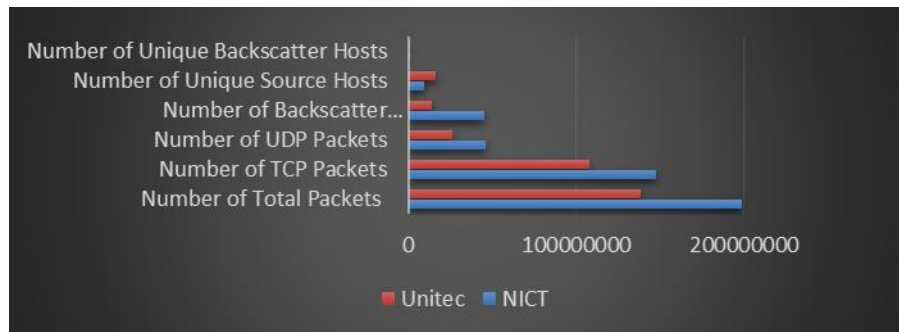 Number of Unique Backscatter Hosts
Number of Unique Source Hosts
Number of Backscatter...
Number of UDP Packets
Number of TCP Packets
Number of Total Packets
0 100000000 200000000
Unitec NICT